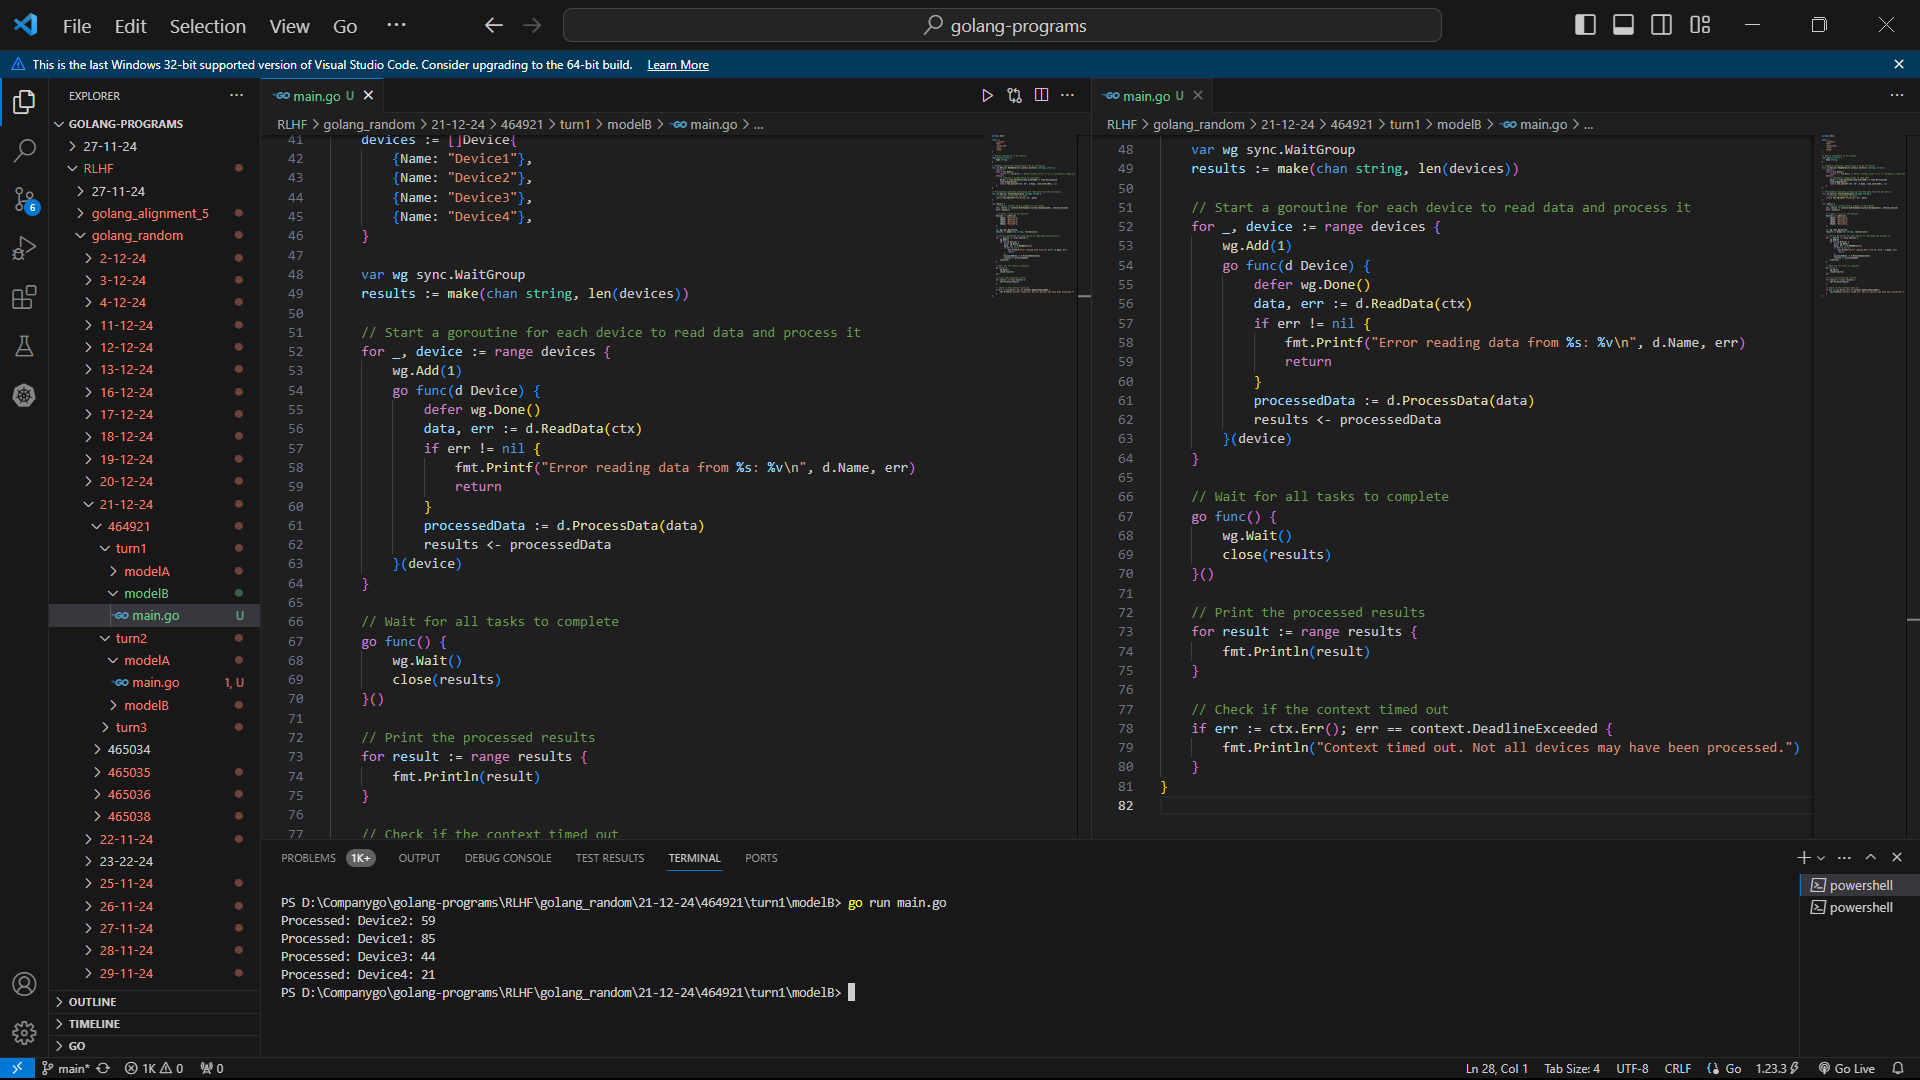 File Edit Selection View Go ... golang-programs
This is the last Windows 32-bit supported version of Visual Studio Code. Consider upgrading to the 64-bit build. Learn More
EXPLORER
GOLANG-PROGRAMS
27-11-24
RLHF
27-11-24
golang_alignment_5
golang_random
2-12-24
3-12-24
4-12-24
11-12-24
12-12-24
13-12-24
16-12-24
17-12-24
18-12-24
19-12-24
20-12-24
21-12-24
464921
turn1
modelA
modelB
main.go U
turn2
modelA
main.go 1, U
modelB
turn3
465034
465035
465036
465038
22-11-24
23-22-24
25-11-24
26-11-24
27-11-24
28-11-24
29-11-24
OUTLINE
TIMELINE
GO
6
main.go U
RLHF > golang_random > 21-12-24 > 464921 > turn1 > modelB > main.go > ...
41 devices := []Device{
42 {Name: "Device1"},
43 {Name: "Device2"},
44 {Name: "Device3"},
45 {Name: "Device4"},
46 }
47
48 var wg sync.WaitGroup
49 results := make(chan string, len(devices))
50
51 // Start a goroutine for each device to read data and process it
52 for _, device := range devices {
53 wg.Add(1)
54 go func(d Device) {
55 defer wg.Done()
56 data, err := d.ReadData(ctx)
57 if err != nil {
58 fmt.Printf("Error reading data from %s: %v\n", d.Name, err)
59 return
60 }
61 processedData := d.ProcessData(data)
62 results <- processedData
63 }(device)
64 }
65
66 // Wait for all tasks to complete
67 go func() {
68 wg.Wait()
69 close(results)
70 }()
71
72 // Print the processed results
73 for result := range results {
74 fmt.Println(result)
75 }
76
77 // Check if the context timed out
main.go U
RLHF > golang_random > 21-12-24 > 464921 > turn1 > modelB > main.go > ...
48 var wg sync.WaitGroup
49 results := make(chan string, len(devices))
50
51 // Start a goroutine for each device to read data and process it
52 for _, device := range devices {
53 wg.Add(1)
54 go func(d Device) {
55 defer wg.Done()
56 data, err := d.ReadData(ctx)
57 if err != nil {
58 fmt.Printf("Error reading data from %s: %v\n", d.Name, err)
59 return
60 }
61 processedData := d.ProcessData(data)
62 results <- processedData
63 }(device)
64 }
65
66 // Wait for all tasks to complete
67 go func() {
68 wg.Wait()
69 close(results)
70 }()
71
72 // Print the processed results
73 for result := range results {
74 fmt.Println(result)
75 }
76
77 // Check if the context timed out
78 if err := ctx.Err(); err == context.DeadlineExceeded {
79 fmt.Println("Context timed out. Not all devices may have been processed.")
80 }
81 }
82
PROBLEMS 1K+ OUTPUT DEBUG CONSOLE TEST RESULTS TERMINAL PORTS
PS D:\Companygo\golang-programs\RLHF\golang_random\21-12-24\464921\turn1\modelB> go run main.go
Processed: Device2: 59
Processed: Device1: 85
Processed: Device3: 44
Processed: Device4: 21
PS D:\Companygo\golang-programs\RLHF\golang_random\21-12-24\464921\turn1\modelB>
powershell
powershell
main* 1K 0 0 Ln 28, Col 1 Tab Size: 4 UTF-8 CRLF Go 1.23.3 Go Live